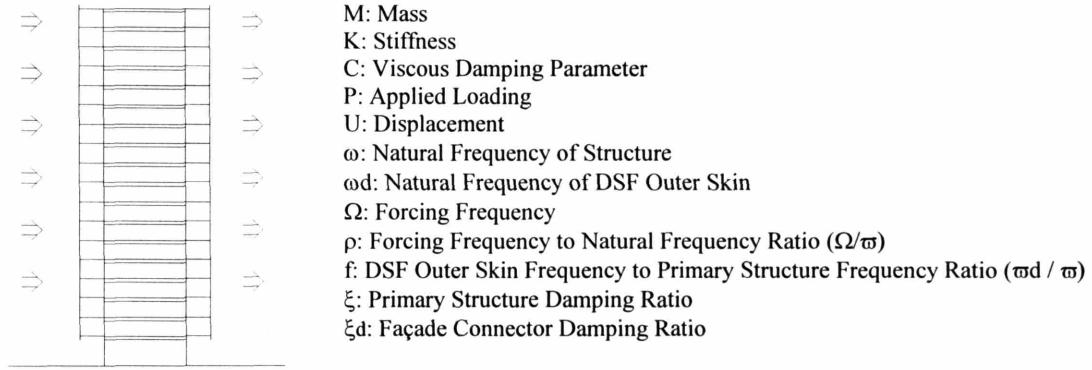 M: Mass
K: Stiffness
C: Viscous Damping Parameter
P: Applied Loading
U: Displacement
ω: Natural Frequency of Structure
ωd: Natural Frequency of DSF Outer Skin
Ω: Forcing Frequency
ρ: Forcing Frequency to Natural Frequency Ratio (Ω/ϖ)
f: DSF Outer Skin Frequency to Primary Structure Frequency Ratio (ϖd / ϖ)
ξ: Primary Structure Damping Ratio
ξd: Façade Connector Damping Ratio